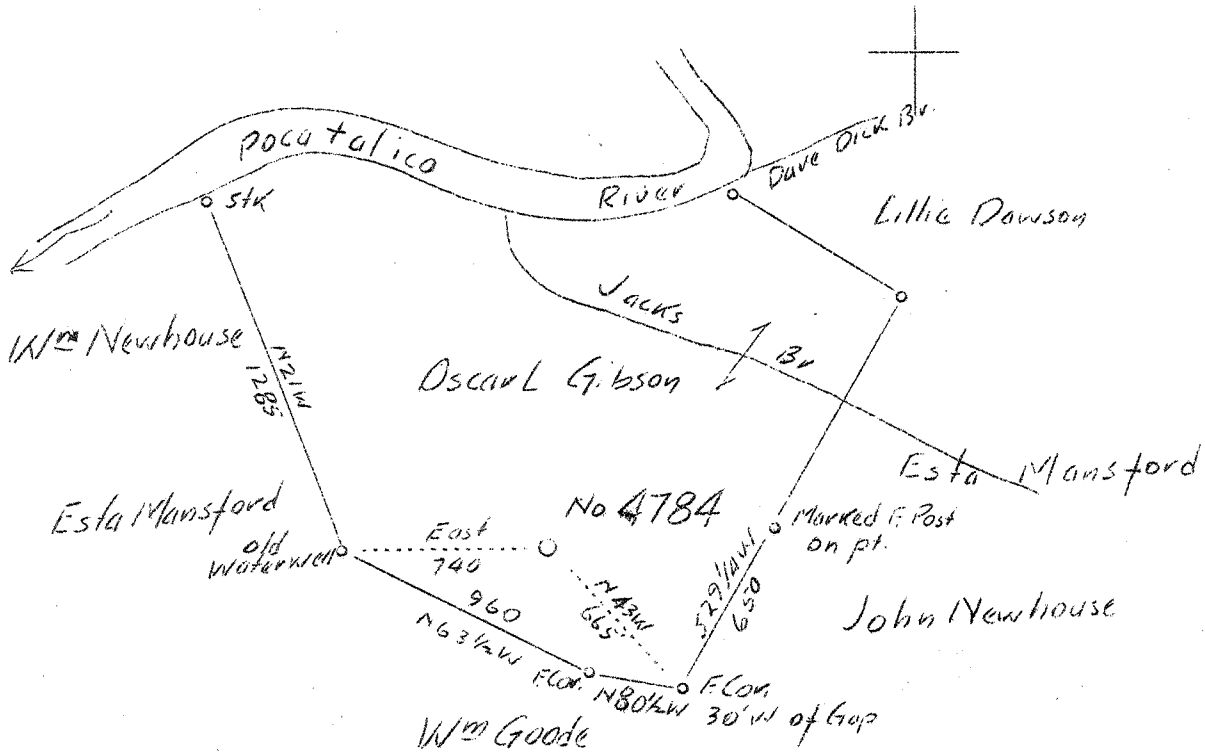 Pocatalico
River
Dave Dick Br.
Stk
Lillie Dawson
Jacks
Br
Wm Newhouse
N21W
1285
Oscar L Gibson
Esta Mansford
Esta Mansford
old
Waterwell
East
740
No 4784
Marked F. Post
on pt.
N43W
665
S29¼W
650
960
N63½W
John Newhouse
F.Cor.
N80½W
F.Cor.
30' W of Gap
Wm Goode